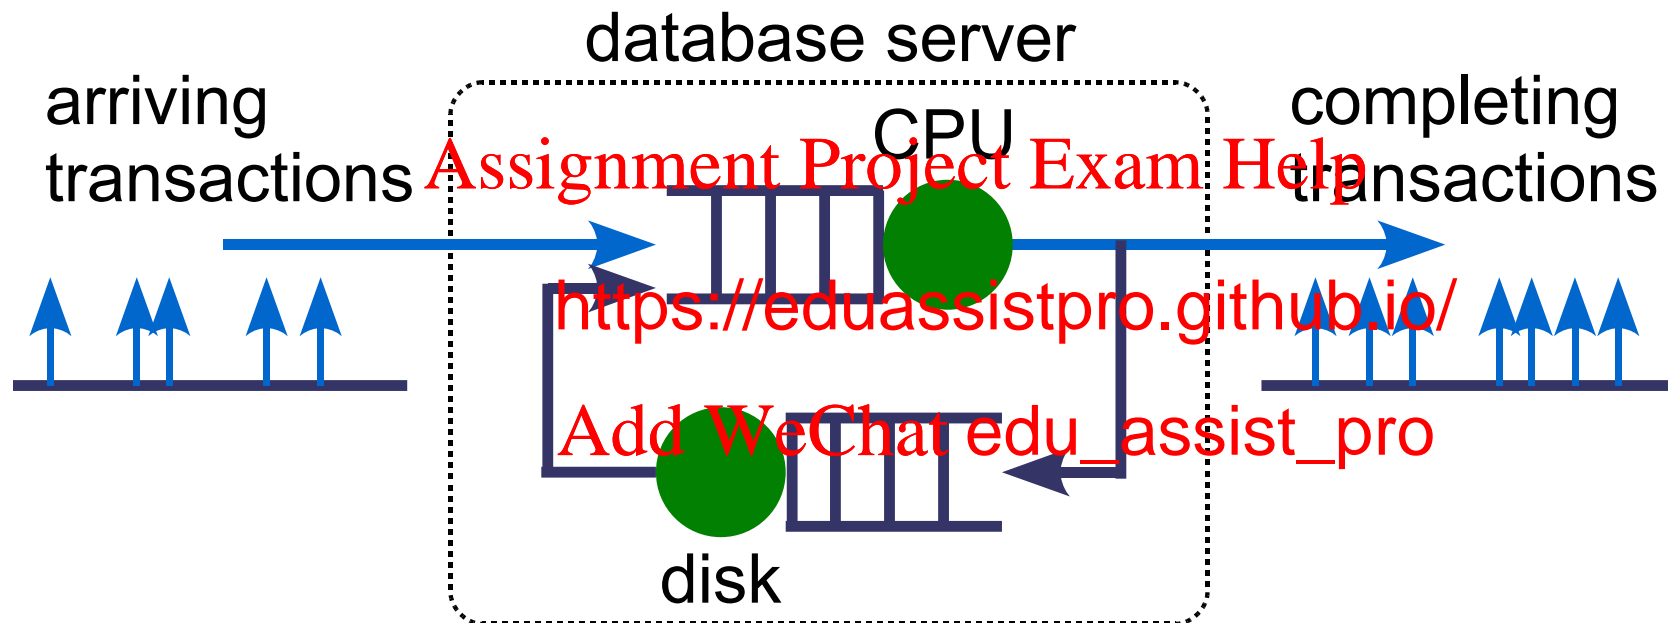 database server
arriving
transactions
CPU
completing
transactions
Assignment Project Exam Help
https://eduassistpro.github.io/
Add WeChat edu_assist_pro
disk